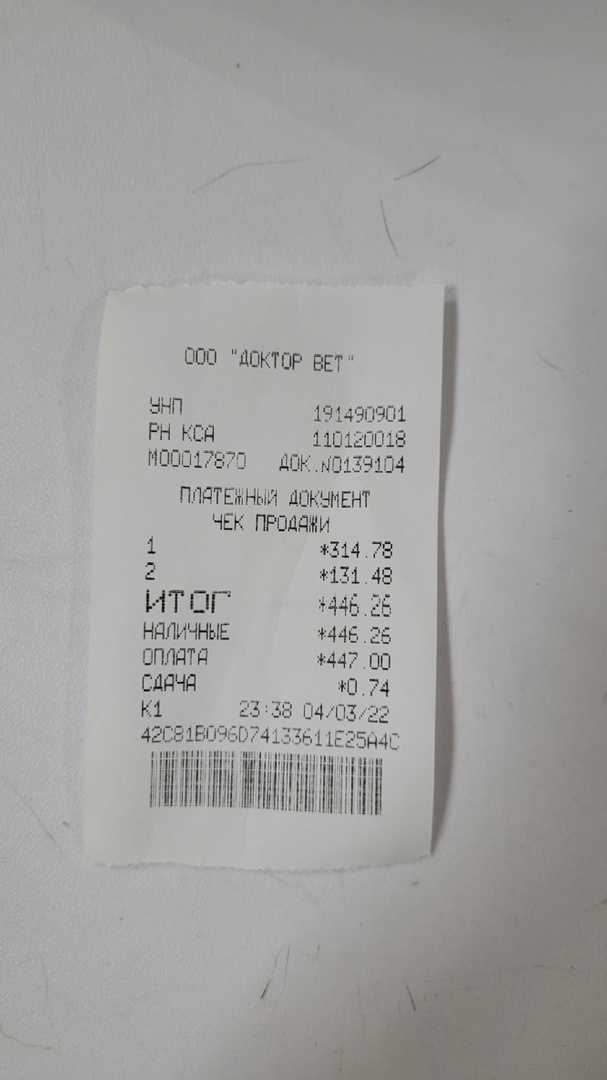 ООО "ДОКТОР ВЕТ"
УНП 191490901
РН КСА 110120018
М00017870 ДОК.N0139104
ПЛАТЕЖНЫЙ ДОКУМЕНТ
ЧЕК ПРОДАЖИ
1 *314.78
2 *131.48
ИТОГ *446.26
НАЛИЧНЫЕ *446.26
ОПЛАТА *447.00
СДАЧА *0.74
К1 23:38 04/03/22
42C81B096D74133611E25A4C